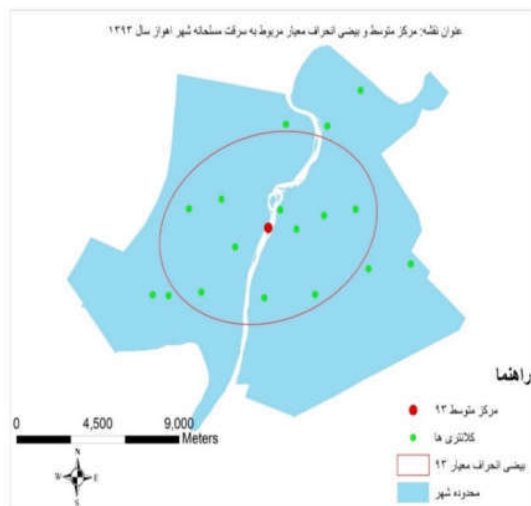 عنوان نقشه: مرکز متوسط و بیضی انحراف معیار مربوط به سرقت مسلحانه شهر اهواز سال ۱۳۹۳
راهنما
مرکز متوسط ۹۳
کلانتری ها
بیضی انحراف معیار ۹۳
محدوده شهر
0 4,500 9,000
Meters
N
W E
S